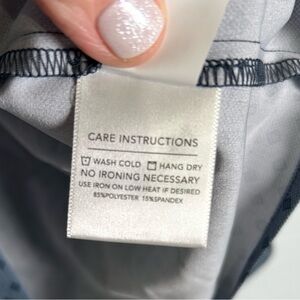 CARE INSTRUCTIONS
WASH COLD HANG DRY
NO IRONING NECESSARY
USE IRON ON LOW HEAT IF DESIRED
85%POLYESTER 15%SPANDEX